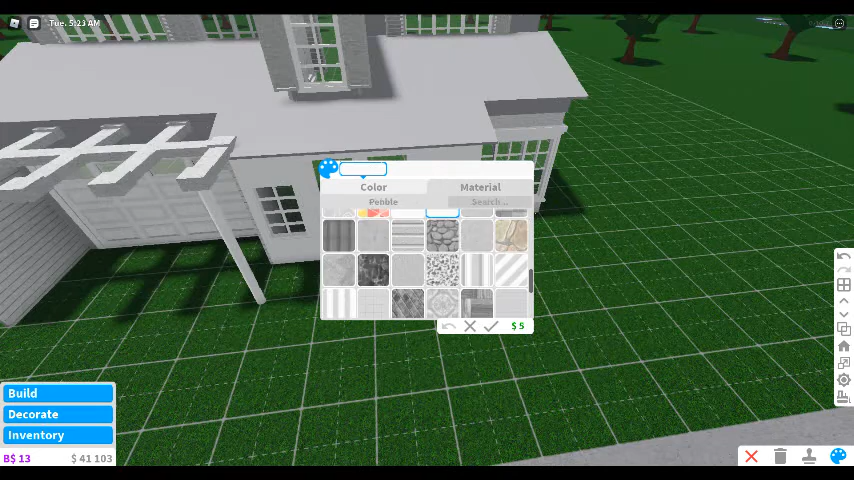 Tue. 5:23 AM
Color
Material
Pebble
Search...
$ 5
Build
Decorate
Inventory
B$ 13
$ 41 103